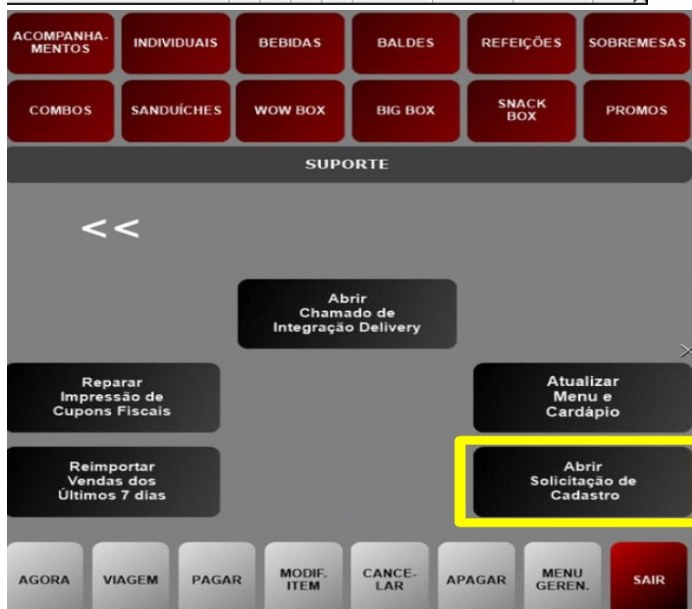 ACOMPANHA-
MENTOS
INDIVIDUAIS
BEBIDAS
BALDES
REFEIÇÕES
SOBREMESAS
COMBOS
SANDUÍCHES
WOW BOX
BIG BOX
SNACK
BOX
PROMOS
SUPORTE
<<
Abrir
Chamado de
Integração Delivery
Reparar
Impressão de
Cupons Fiscais
Atualizar
Menu e
Cardápio
Reimportar
Vendas dos
Últimos 7 dias
Abrir
Solicitação de
Cadastro
AGORA
VIAGEM
PAGAR
MODIF.
ITEM
CANCE-
LAR
APAGAR
MENU
GEREN.
SAIR